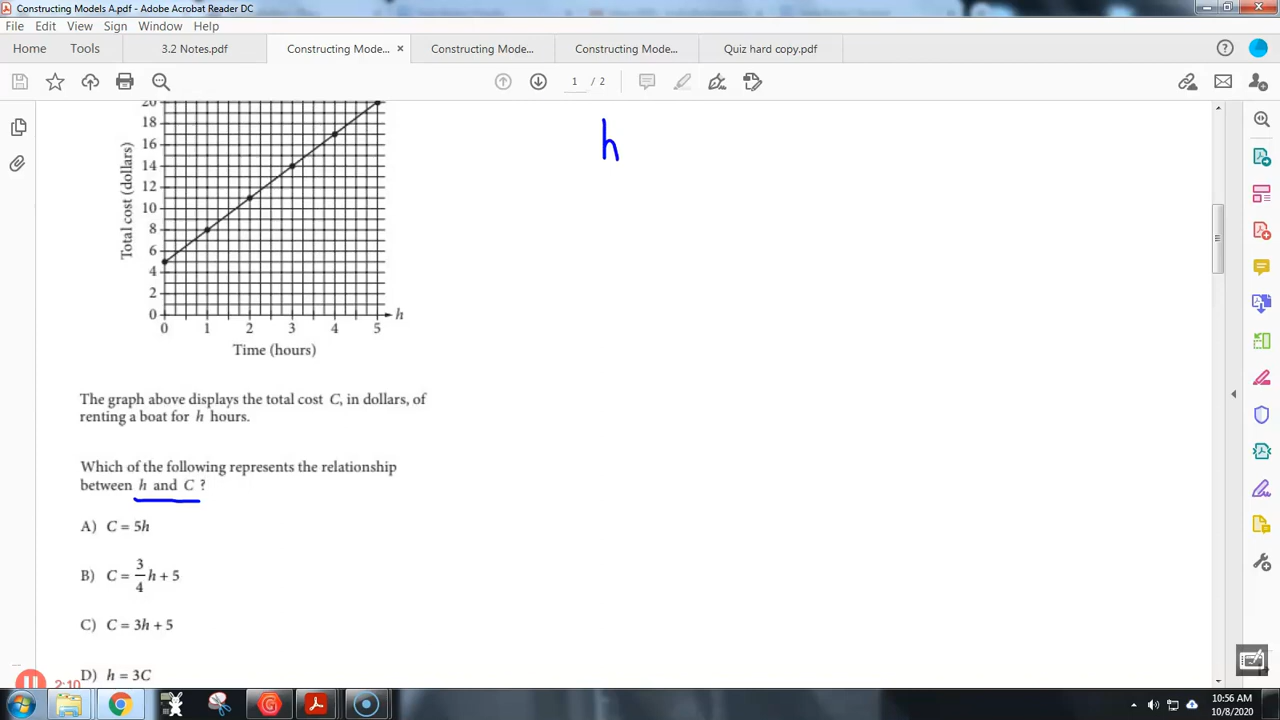 Constructing Models A.pdf - Adobe Acrobat Reader DC
File Edit View Sign Window Help
Home Tools 3.2 Notes.pdf Constructing Mode... × Constructing Mode... Constructing Mode... Quiz hard copy.pdf
1 / 2
h
20
18
16
14
12
10
8
6
4
2
0
Total cost (dollars)
h
0 1 2 3 4 5
Time (hours)
The graph above displays the total cost C, in dollars, of
renting a boat for h hours.
Which of the following represents the relationship
between h and C ?
A) C = 5h
B) C = 3/4 h + 5
C) C = 3h + 5
D) h = 3C
2:10
10:56 AM
10/8/2020